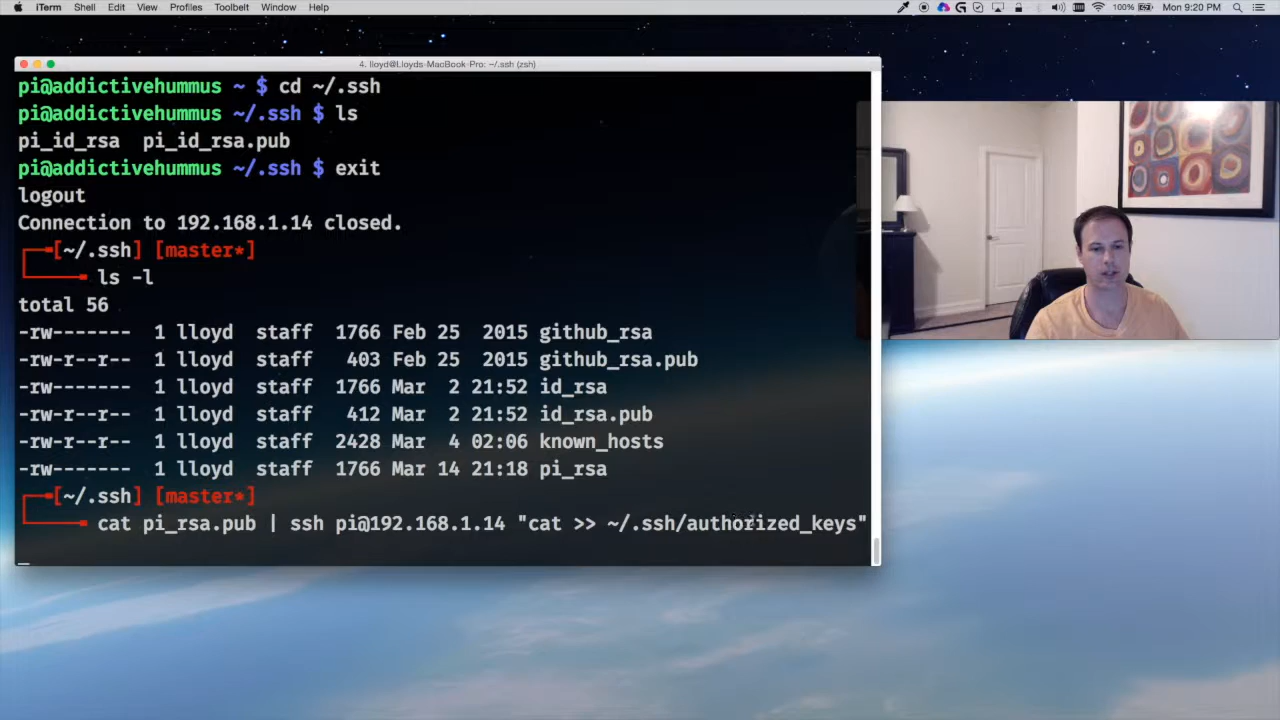 iTerm Shell Edit View Profiles Toolbelt Window Help 100% Mon 9:20 PM
4. lloyd@Lloyds-MacBook-Pro: ~/.ssh (zsh)
pi@addictivehummus ~ $ cd ~/.ssh
pi@addictivehummus ~/.ssh $ ls
pi_id_rsa pi_id_rsa.pub
pi@addictivehummus ~/.ssh $ exit
logout
Connection to 192.168.1.14 closed.
[~/.ssh] [master*]
ls -l
total 56
-rw------- 1 lloyd staff 1766 Feb 25 2015 github_rsa
-rw-r--r-- 1 lloyd staff 403 Feb 25 2015 github_rsa.pub
-rw------- 1 lloyd staff 1766 Mar 2 21:52 id_rsa
-rw-r--r-- 1 lloyd staff 412 Mar 2 21:52 id_rsa.pub
-rw-r--r-- 1 lloyd staff 2428 Mar 4 02:06 known_hosts
-rw------- 1 lloyd staff 1766 Mar 14 21:18 pi_rsa
[~/.ssh] [master*]
cat pi_rsa.pub | ssh pi@192.168.1.14 "cat >> ~/.ssh/authorized_keys"